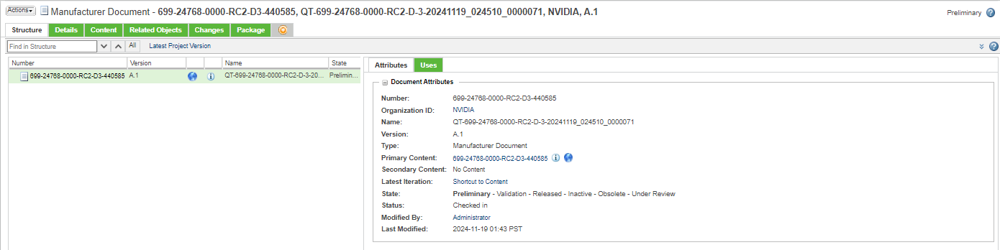 Actions
Manufacturer Document - 699-24768-0000-RC2-D3-440585, QT-699-24768-0000-RC2-D-3-20241119_024510_0000071, NVIDIA, A.1
Preliminary
Structure Details Content Related Objects Changes Package
Find in Structure All Latest Project Version
Number Version Name State
699-24768-0000-RC2-D3-440585 A.1 QT-699-24768-0000-RC2-D-3-20... Prelimin...
Attributes Uses
Document Attributes
Number: 699-24768-0000-RC2-D3-440585
Organization ID: NVIDIA
Name: QT-699-24768-0000-RC2-D-3-20241119_024510_0000071
Version: A.1
Type: Manufacturer Document
Primary Content: 699-24768-0000-RC2-D3-440585
Secondary Content: No Content
Latest Iteration: Shortcut to Content
State: Preliminary - Validation - Released - Inactive - Obsolete - Under Review
Status: Checked in
Modified By: Administrator
Last Modified: 2024-11-19 01:43 PST